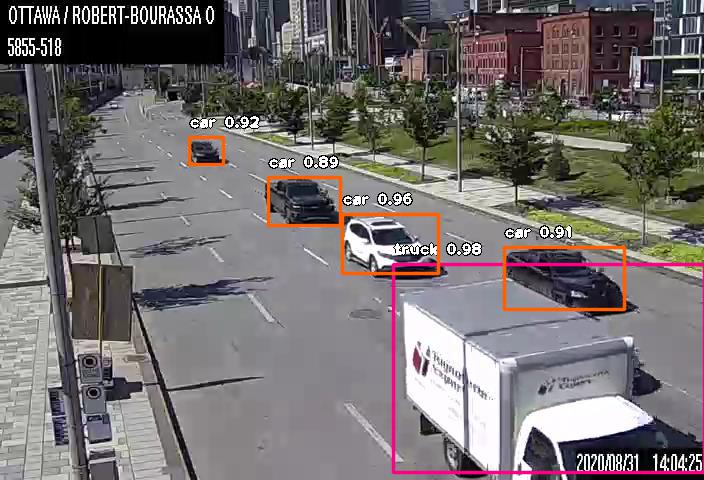 OTTAWA / ROBERT-BOURASSA O
5855-518
car 0.92
car 0.89
car 0.96
truck 0.98
car 0.91
2020/08/31 14:04:25